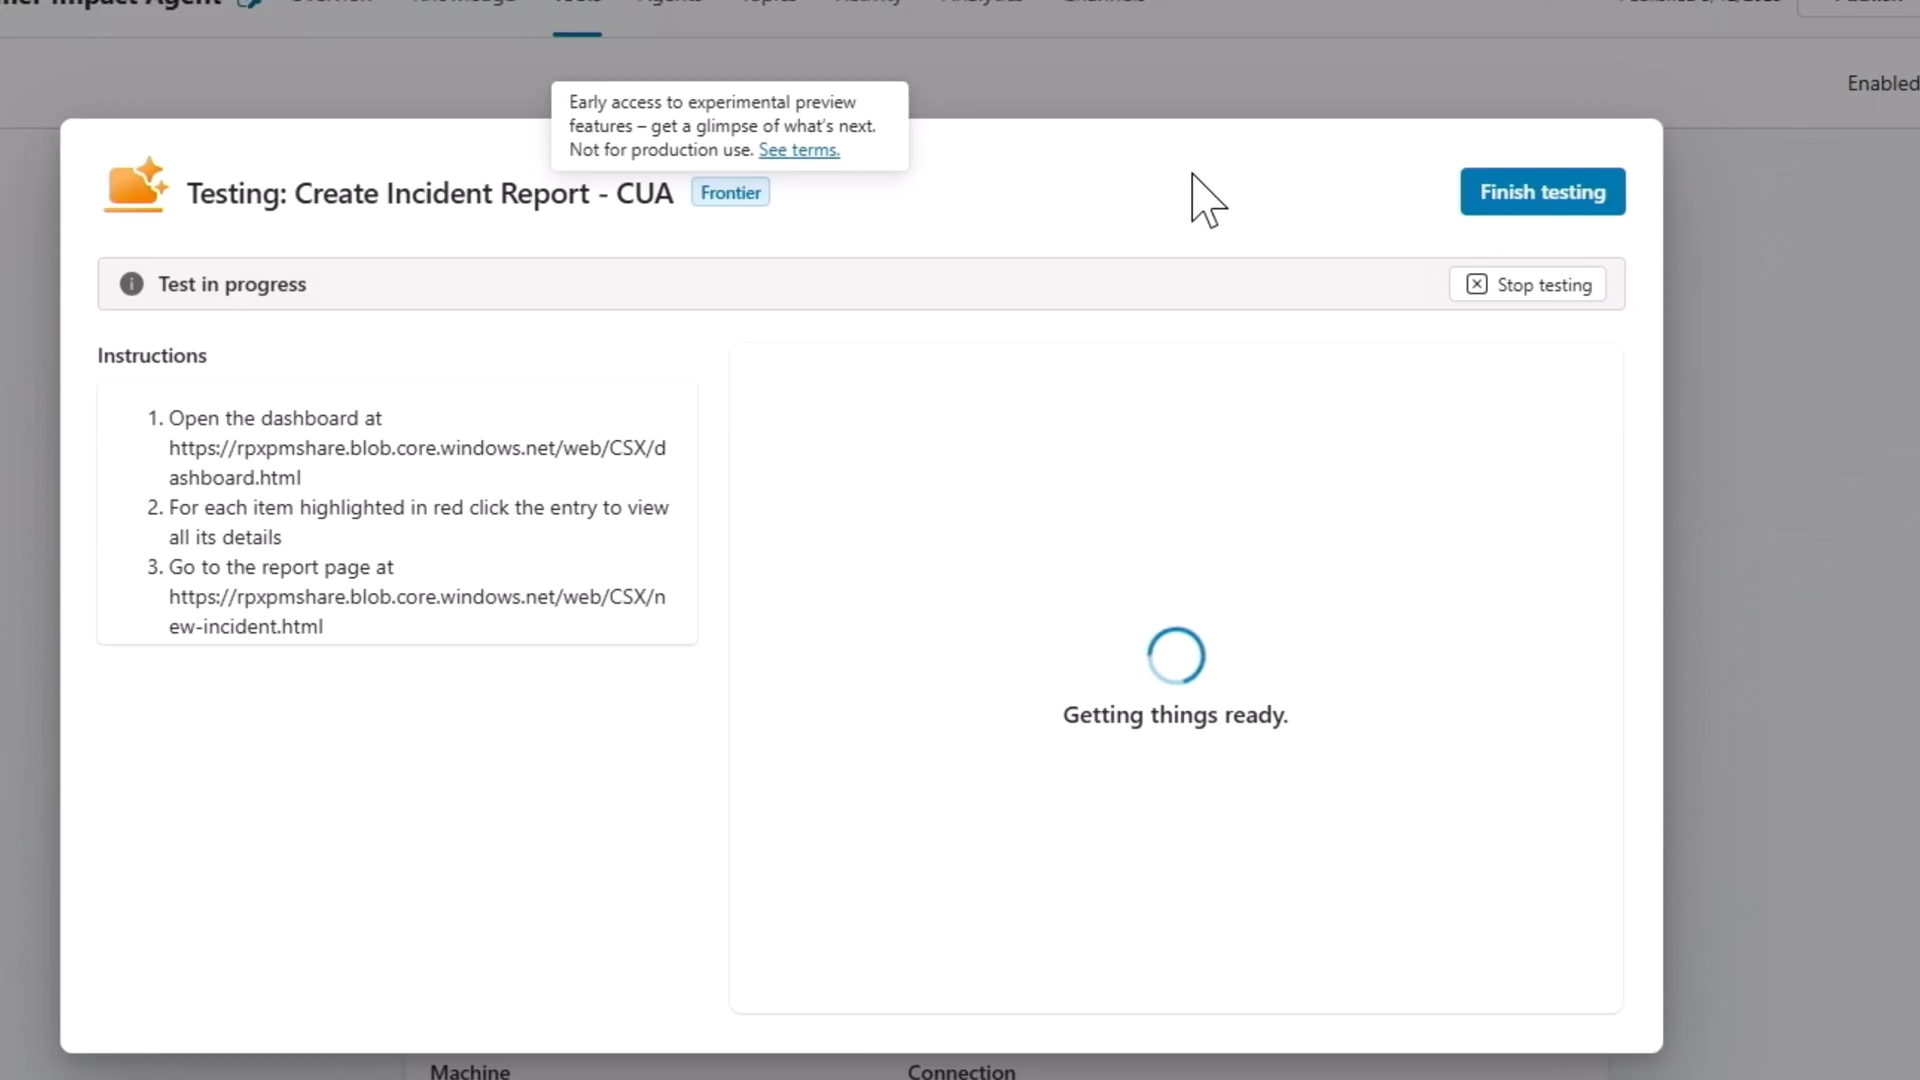 Impact Agent
Tools
Enabled
Early access to experimental preview
features – get a glimpse of what's next.
Not for production use. See terms.
Testing: Create Incident Report - CUA
Frontier
Finish testing
Test in progress
Stop testing
Instructions
1. Open the dashboard at
https://rpxpmshare.blob.core.windows.net/web/CSX/d
ashboard.html
2. For each item highlighted in red click the entry to view
all its details
3. Go to the report page at
https://rpxpmshare.blob.core.windows.net/web/CSX/n
ew-incident.html
Getting things ready.
Machine
Connection